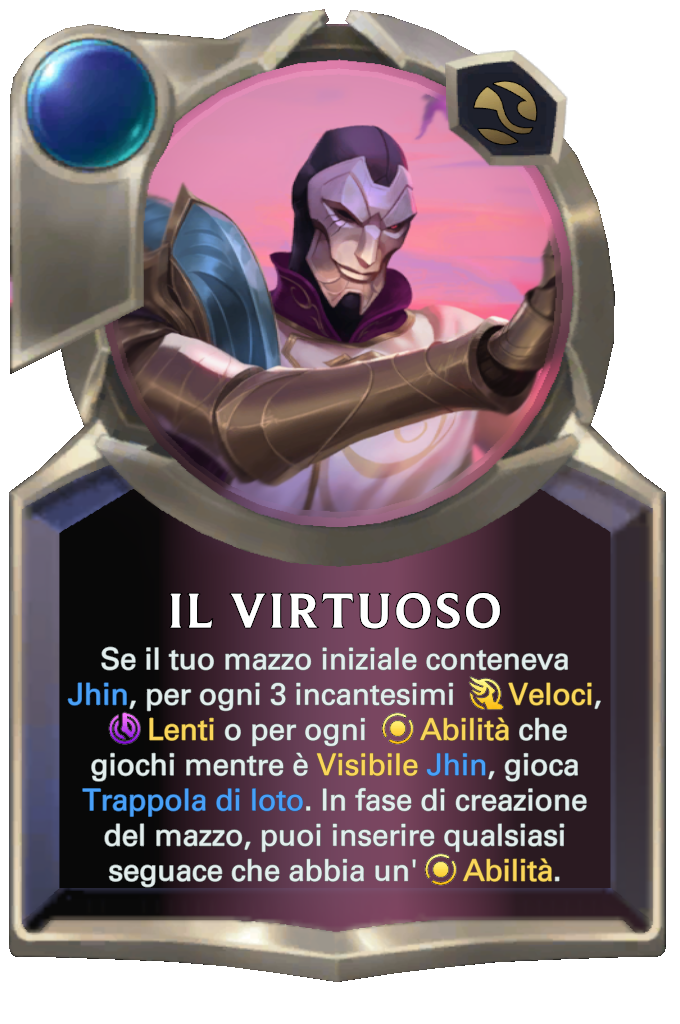 IL VIRTUOSO
Se il tuo mazzo iniziale conteneva
Jhin, per ogni 3 incantesimi Veloci,
Lenti o per ogni Abilità che
giochi mentre è Visibile Jhin, gioca
Trappola di loto. In fase di creazione
del mazzo, puoi inserire qualsiasi
seguace che abbia un' Abilità.